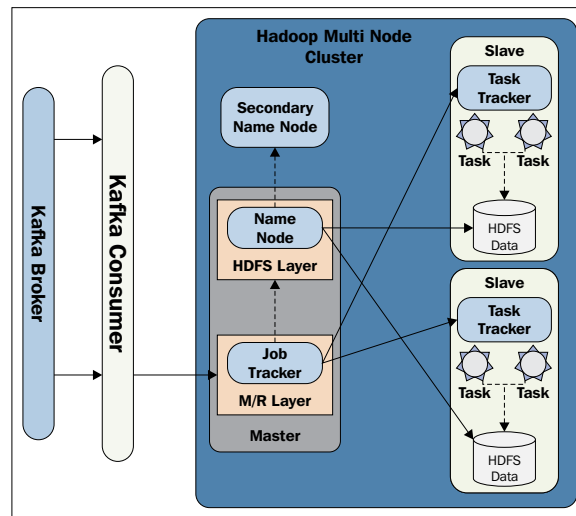 Hadoop Multi Node
Cluster
Kafka Broker
Kafka Consumer
Secondary
Name Node
Name
Node
HDFS Layer
Job
Tracker
M/R Layer
Master
Slave
Task
Tracker
Task
Task
HDFS
Data
Slave
Task
Tracker
Task
Task
HDFS
Data